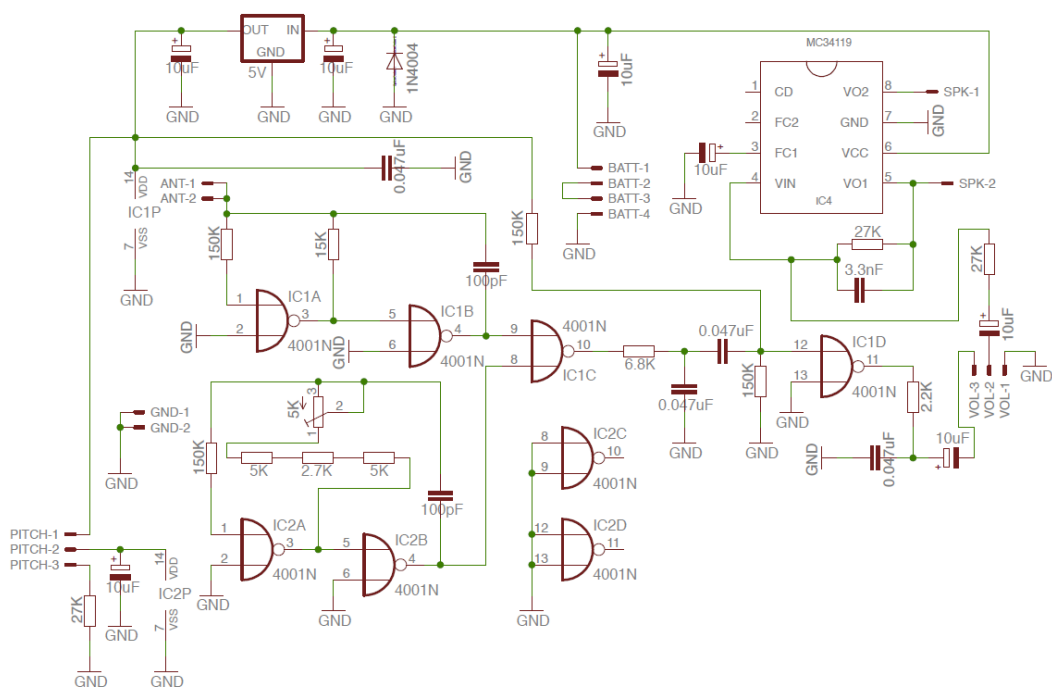 OUT IN
GND
5V
10uF
10uF
1N4004
10uF
GND
GND
GND
GND
MC34119
1 CD VO2 8 SPK-1
2 FC2 GND 7 GND
3 FC1 VCC 6
4 VIN VO1 5 SPK-2
IC4
10uF
GND
0.047uF
GND
14
VDD
IC1P
7
VSS
GND
ANT-1
ANT-2
BATT-1
BATT-2
BATT-3
BATT-4
GND
150K
15K
150K
100pF
27K
3.3nF
27K
10uF
IC1A
1
2
3
4001N
GND
IC1B
5
6
4
4001N
GND
4001N
9
8
10
IC1C
6.8K
0.047uF
0.047uF
GND
150K
GND
IC1D
12
13
11
4001N
GND
2.2K
VOL-3
VOL-2
VOL-1
GND
GND
0.047uF
10uF
GND-1
GND-2
GND
5K
3
2
1
150K
5K
2.7K
5K
100pF
IC2A
1
2
3
4001N
GND
IC2B
5
6
4
4001N
GND
IC2C
8
9
10
4001N
IC2D
12
13
11
4001N
GND
PITCH-1
PITCH-2
PITCH-3
27K
GND
10uF
GND
14
VDD
IC2P
7
VSS
GND